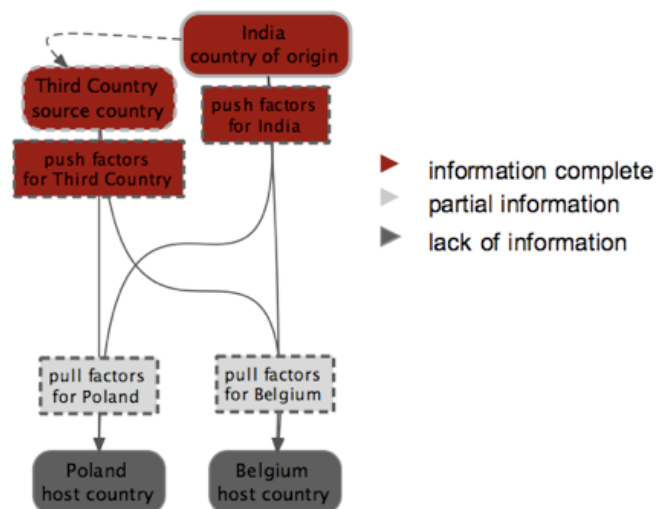 India
country of origin
Third Country
source country
push factors
for India
push factors
for Third Country
information complete
partial information
lack of information
pull factors
for Poland
pull factors
for Belgium
Poland
host country
Belgium
host country